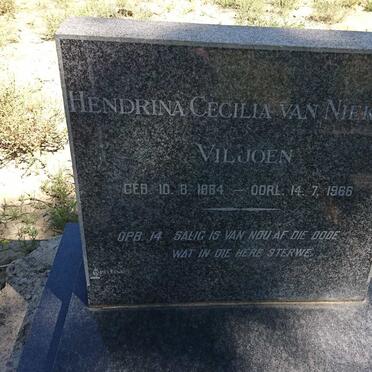 HENDRINA CECILIA VAN NIEK
VILJOEN
GEB. 10. 8. 1884 — OORL. 14. 7. 1966
OPB. 14 SALIG IS VAN NOU AF DIE DODE
WAT IN DIE HERE STERWE.